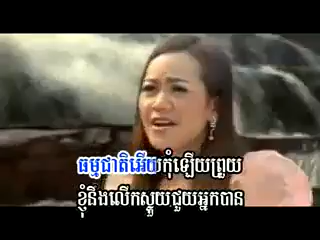 ធម្មជាតិអើយកុំឡើយព្រួយ
ខ្ញុំនឹងលើកស្ទួយជួយអ្នកបាន